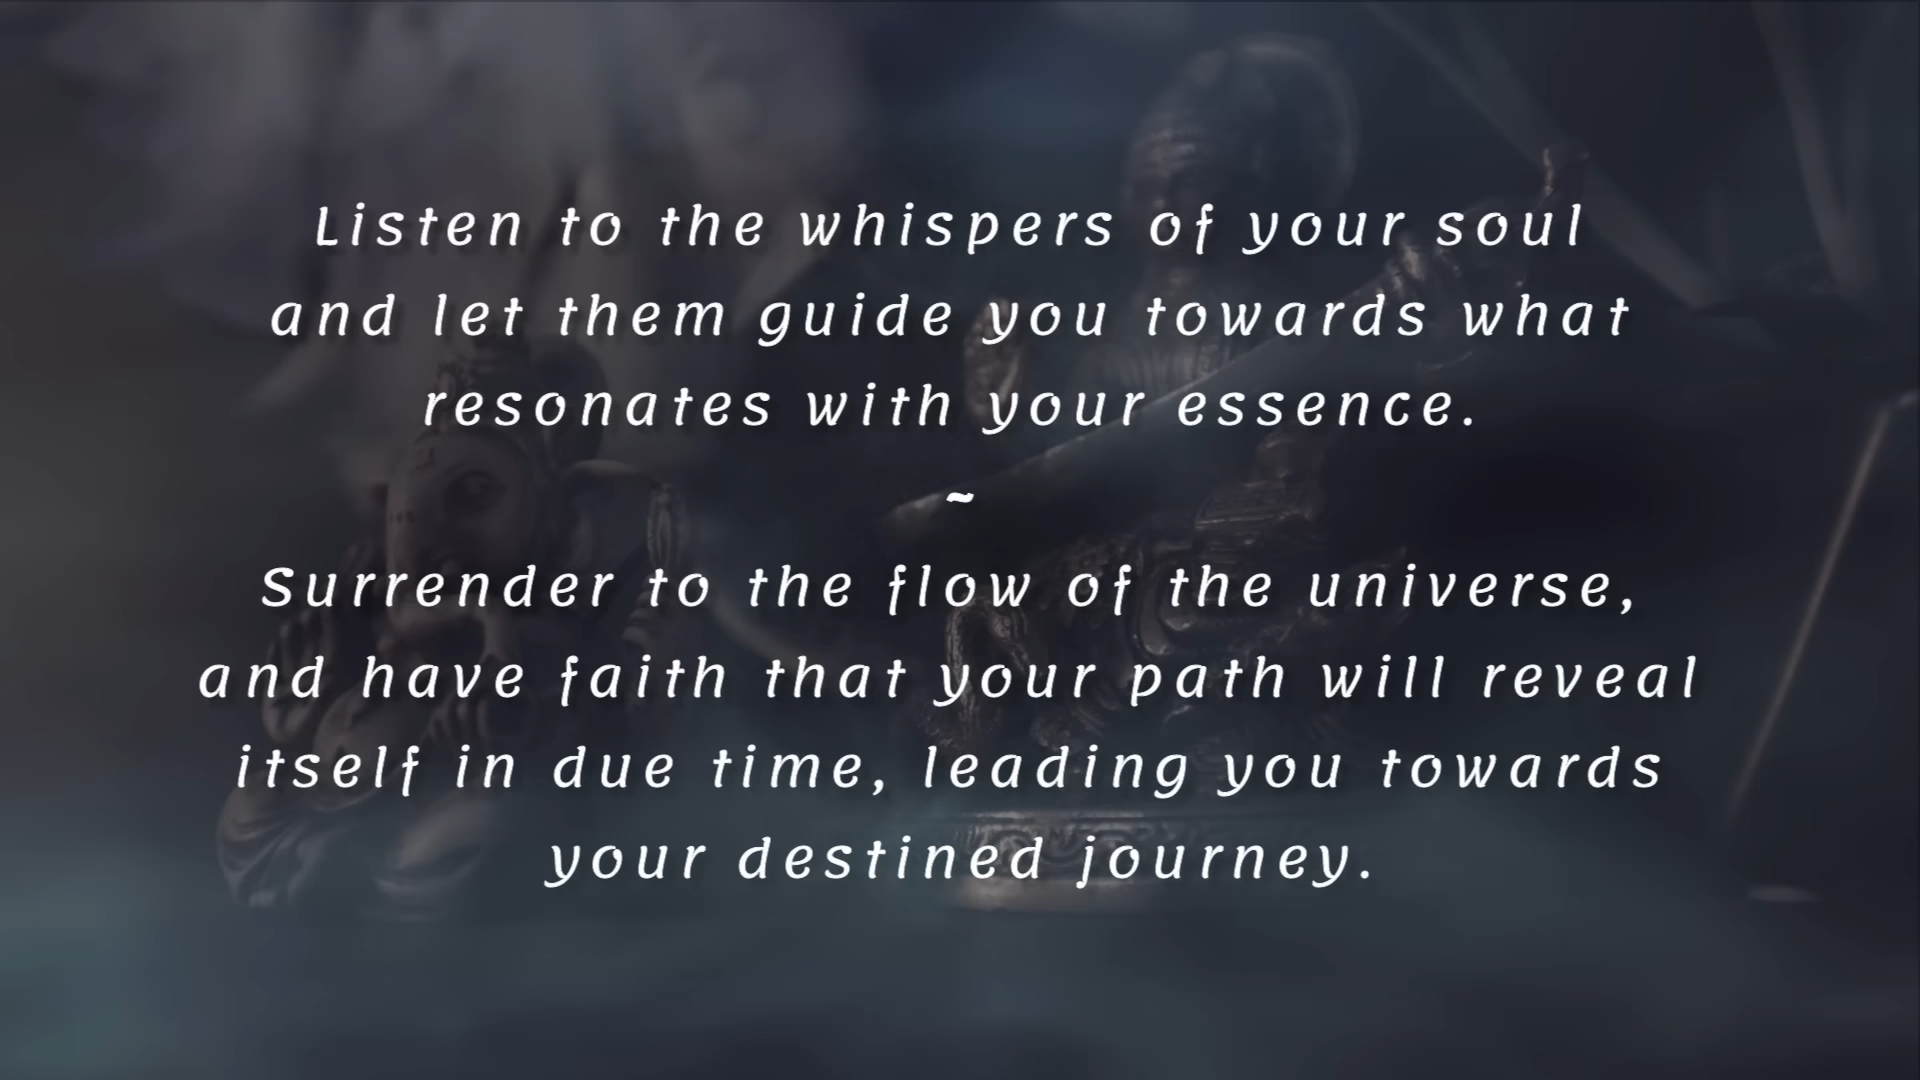 Listen to the whispers of your soul
and let them guide you towards what
resonates with your essence.
~
Surrender to the flow of the universe,
and have faith that your path will reveal
itself in due time, leading you towards
your destined journey.